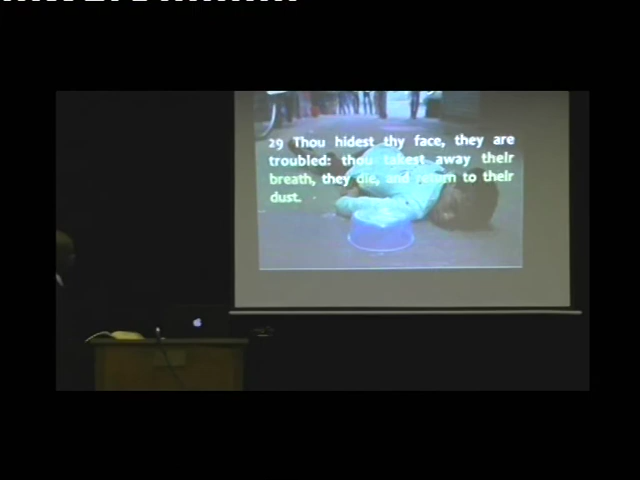 29 Thou hidest thy face, they are
troubled: thou takest away their
breath, they die, and return to their
dust.